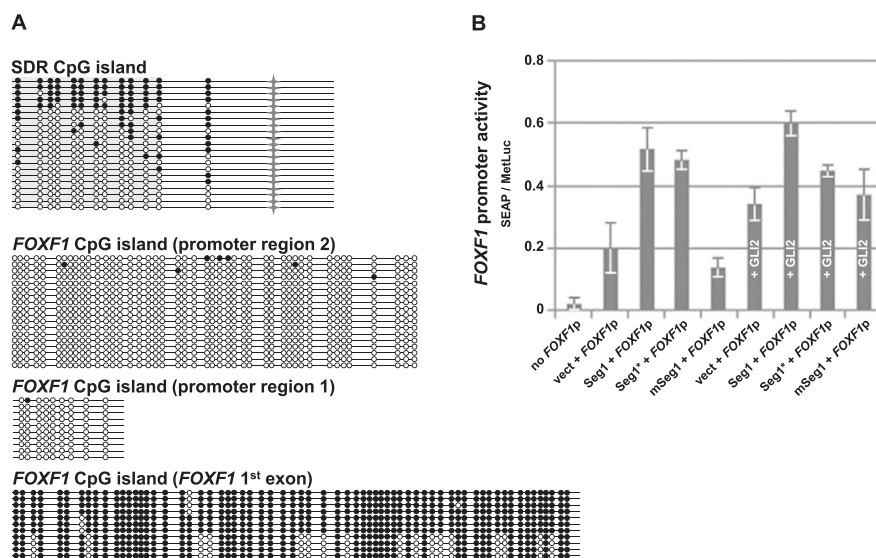 A
SDR CpG island
FOXF1 CpG island (promoter region 2)
FOXF1 CpG island (promoter region 1)
FOXF1 CpG island (FOXF1 1st exon)
B
FOXF1 promoter activity
SEAP / MetLuc
0.8
0.6
0.4
0.2
0
+ GLI2
+ GLI2
+ GLI2
+ GLI2
no FOXF1p
vect + FOXF1p
Seg1 + FOXF1p
Seg1* + FOXF1p
mSeg1 + FOXF1p
vect + FOXF1p
Seg1 + FOXF1p
Seg1* + FOXF1p
mSeg1 + FOXF1p